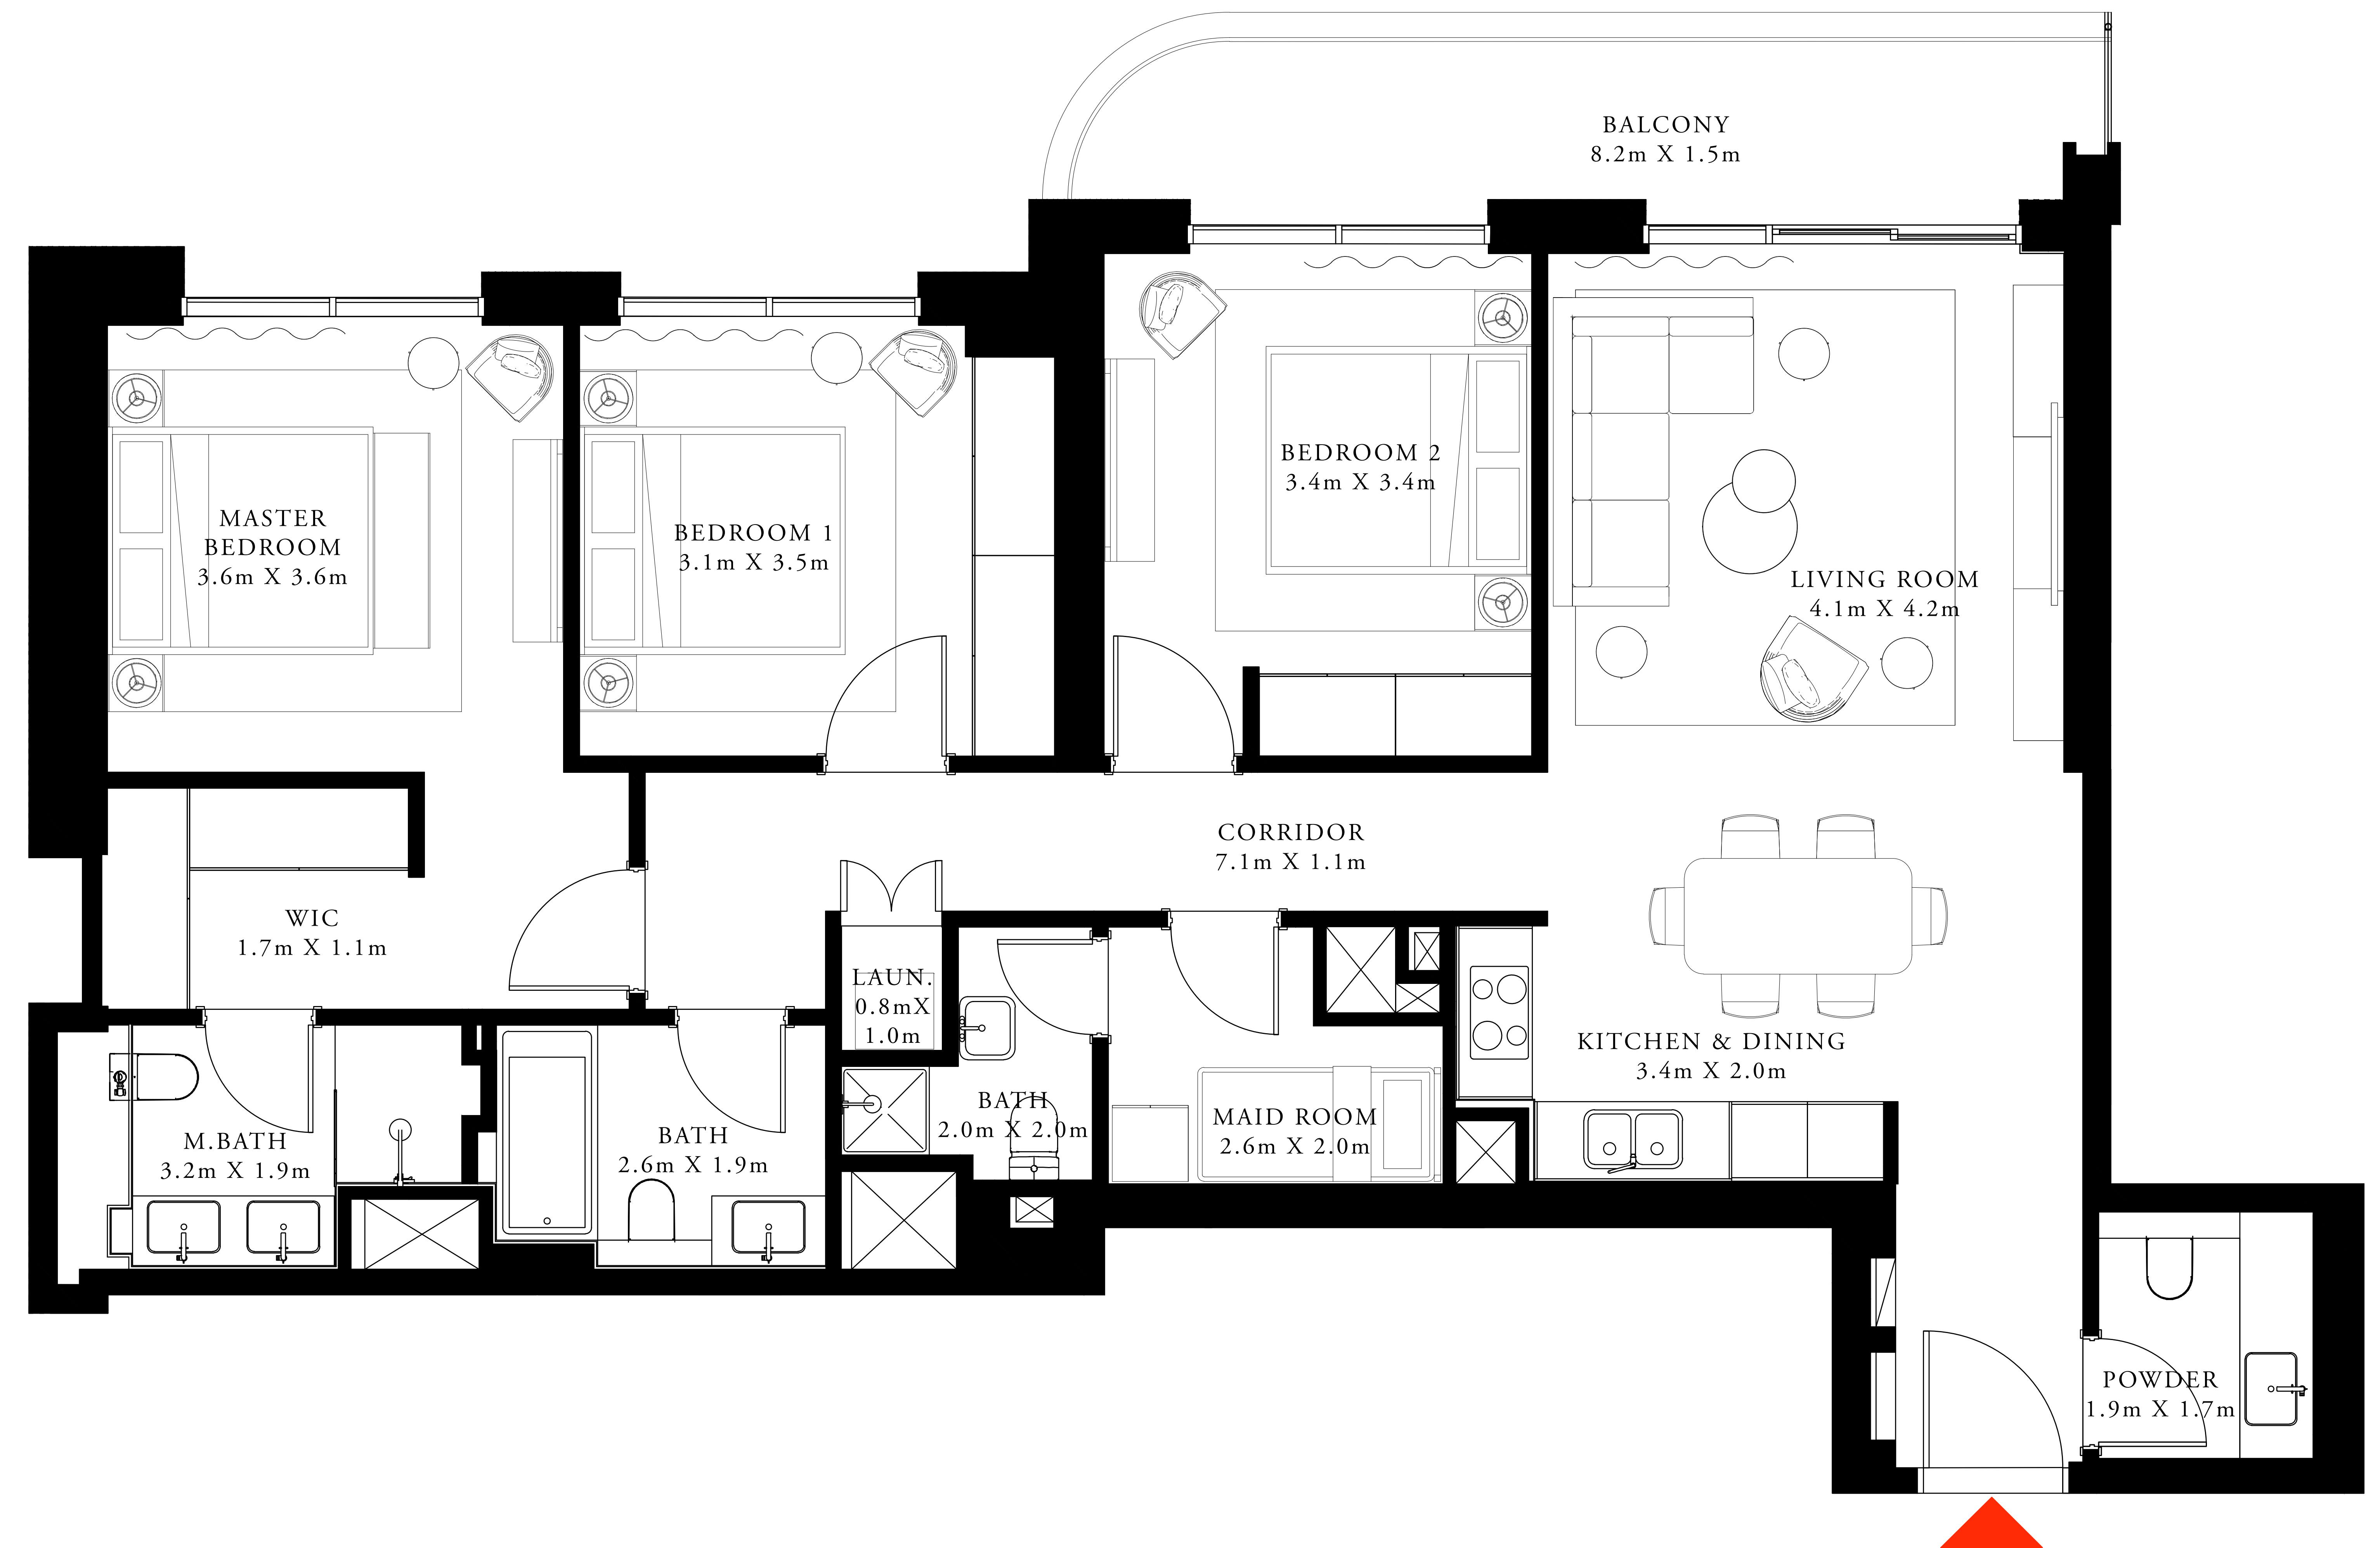 BALCONY
8.2m X 1.5m
BEDROOM 2
3.4m X 3.4m
MASTER
BEDROOM
3.6m X 3.6m
BEDROOM 1
3.1m X 3.5m
LIVING ROOM
4.1m X 4.2m
CORRIDOR
7.1m X 1.1m
WIC
1.7m X 1.1m
LAUN.
0.8mX
1.0m
KITCHEN & DINING
3.4m X 2.0m
M.BATH
3.2m X 1.9m
BATH
2.6m X 1.9m
BATH
2.0m X 2.0m
MAID ROOM
2.6m X 2.0m
POWDER
1.9m X 1.7m